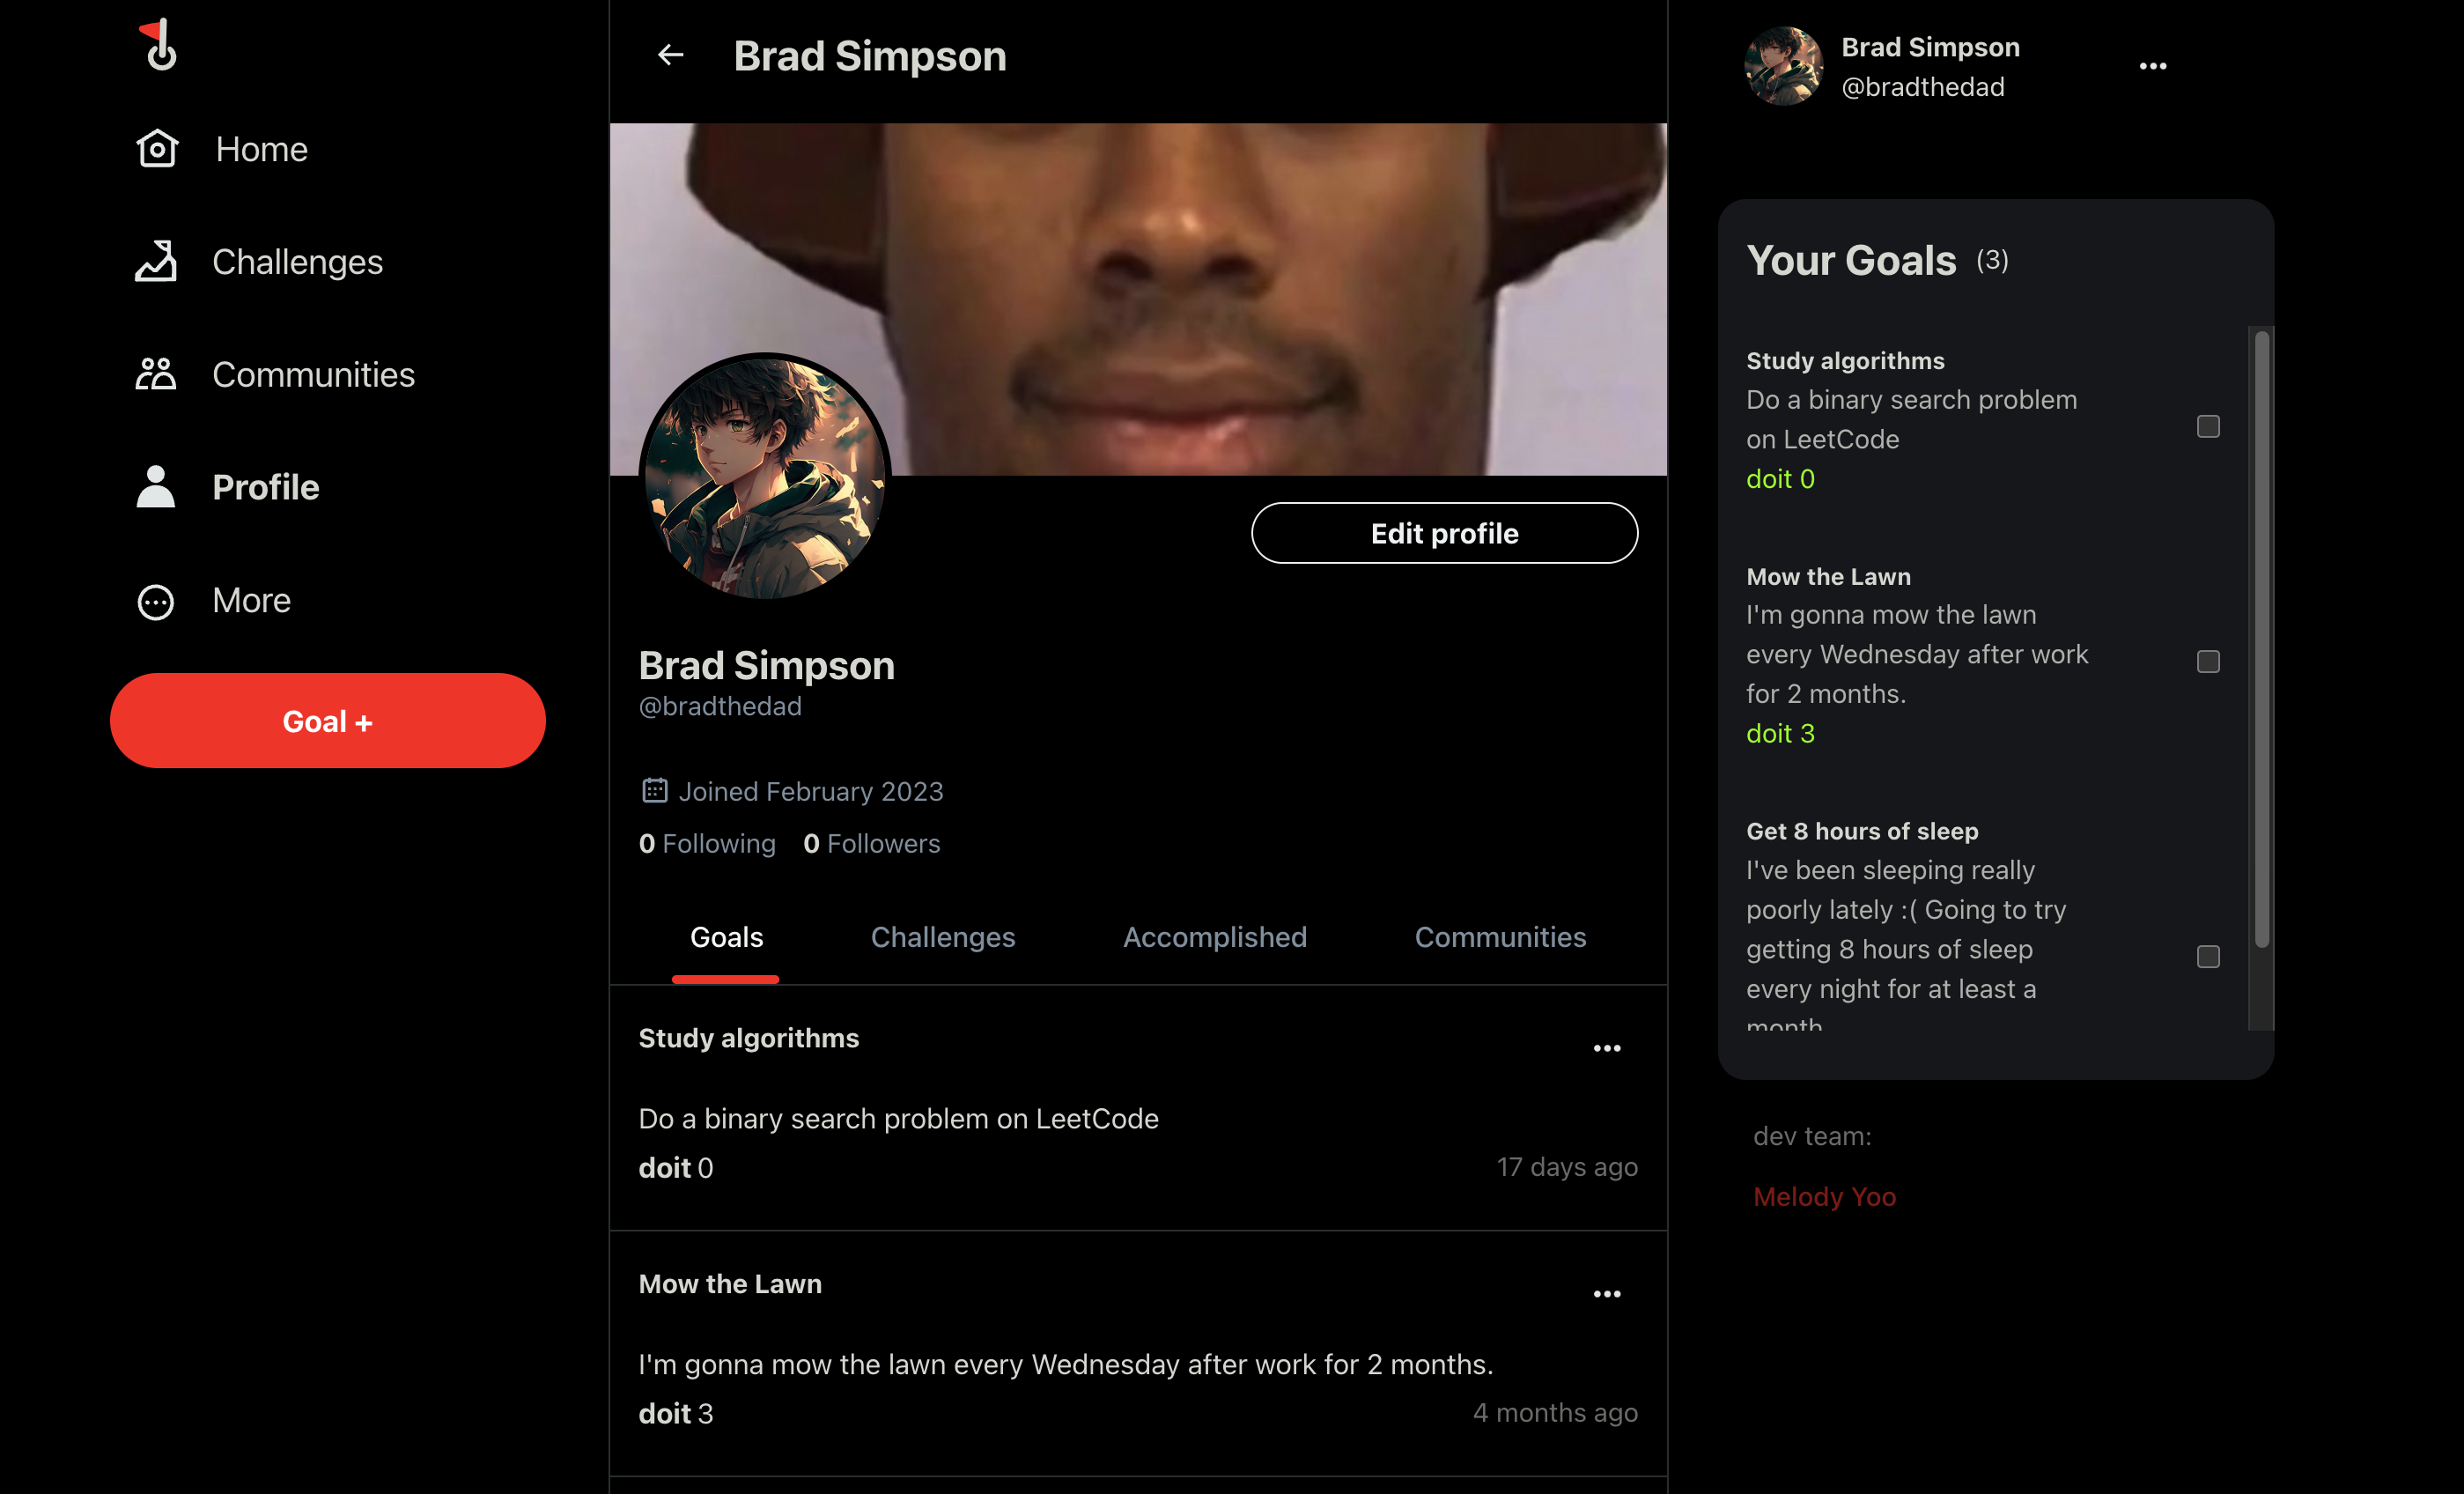 Home
Challenges
Communities
Profile
More
Goal +
Brad Simpson
Edit profile
Brad Simpson
@bradthedad
Joined February 2023
0 Following 0 Followers
Goals Challenges Accomplished Communities
Study algorithms
Do a binary search problem on LeetCode
doit 0 17 days ago
Mow the Lawn
I'm gonna mow the lawn every Wednesday after work for 2 months.
doit 3 4 months ago
Brad Simpson
@bradthedad
Your Goals (3)
Study algorithms
Do a binary search problem
on LeetCode
doit 0
Mow the Lawn
I'm gonna mow the lawn
every Wednesday after work
for 2 months.
doit 3
Get 8 hours of sleep
I've been sleeping really
poorly lately :( Going to try
getting 8 hours of sleep
every night for at least a
month
dev team:
Melody Yoo